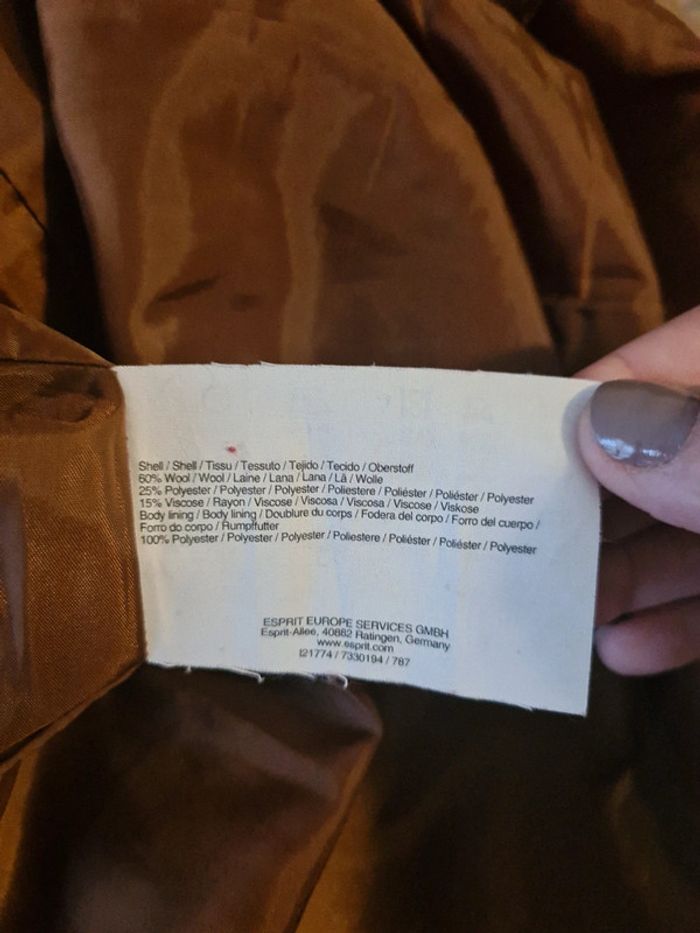 Shell / Shell / Tissu / Tessuto / Tejido / Tecido / Oberstoff
60% Wool / Wool / Laine / Lana / Lana / Lã / Wolle
25% Polyester / Polyester / Polyester / Poliestere / Poliéster / Poliéster / Polyester
15% Viscose / Rayon / Viscose / Viscosa / Viscosa / Viscose / Viskose
Body lining / Body lining / Doublure du corps / Fodera del corpo / Forro del cuerpo /
Forro do corpo / Rumpffutter
100% Polyester / Polyester / Polyester / Poliestere / Poliéster / Poliéster / Polyester
ESPRIT EUROPE SERVICES GMBH
Esprit-Allee, 40882 Ratingen, Germany
www.esprit.com
I21774 / 7330194 / 787